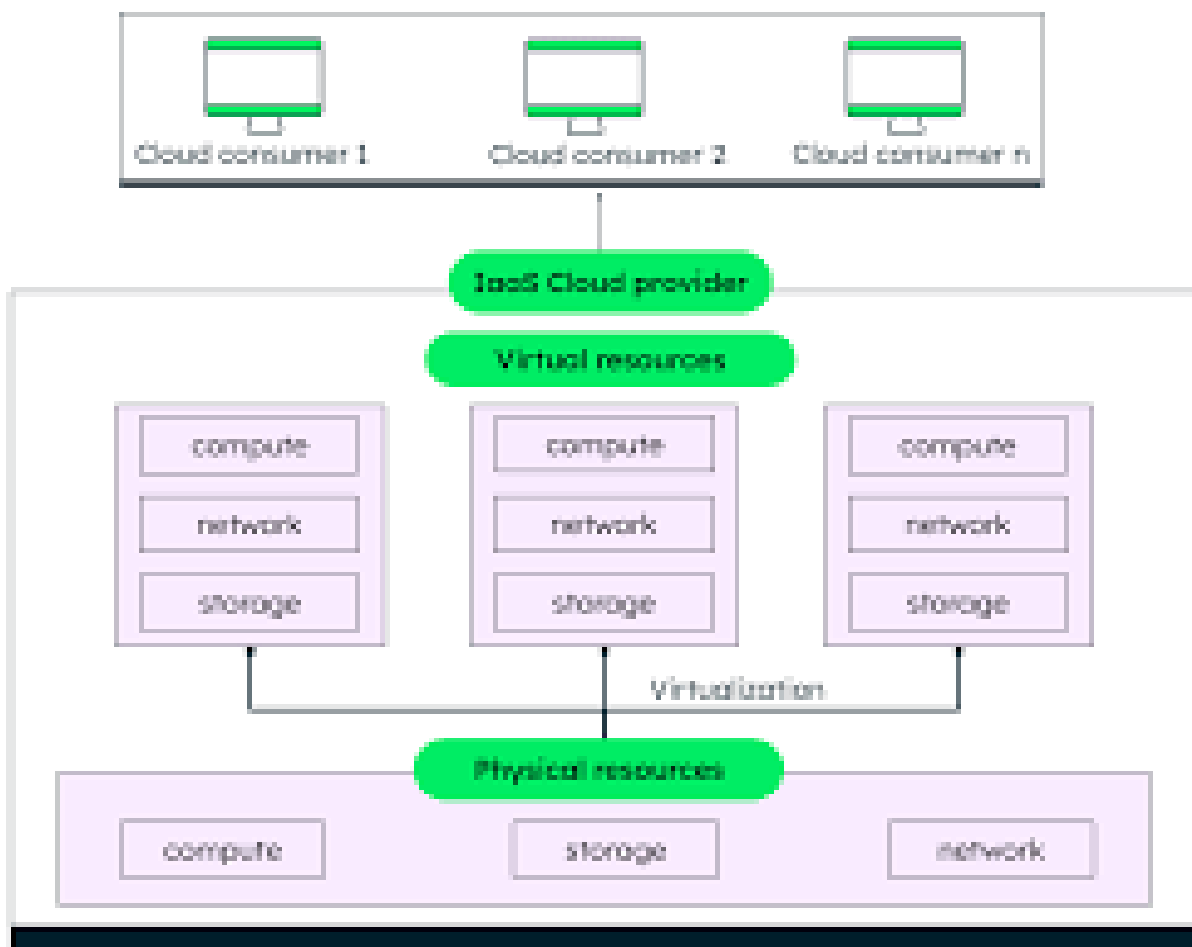 Cloud consumer 1 Cloud consumer 2 Cloud consumer n
IaaS Cloud provider
Virtual resources
compute compute compute
network network network
storage storage storage
Virtualization
Physical resources
compute storage network